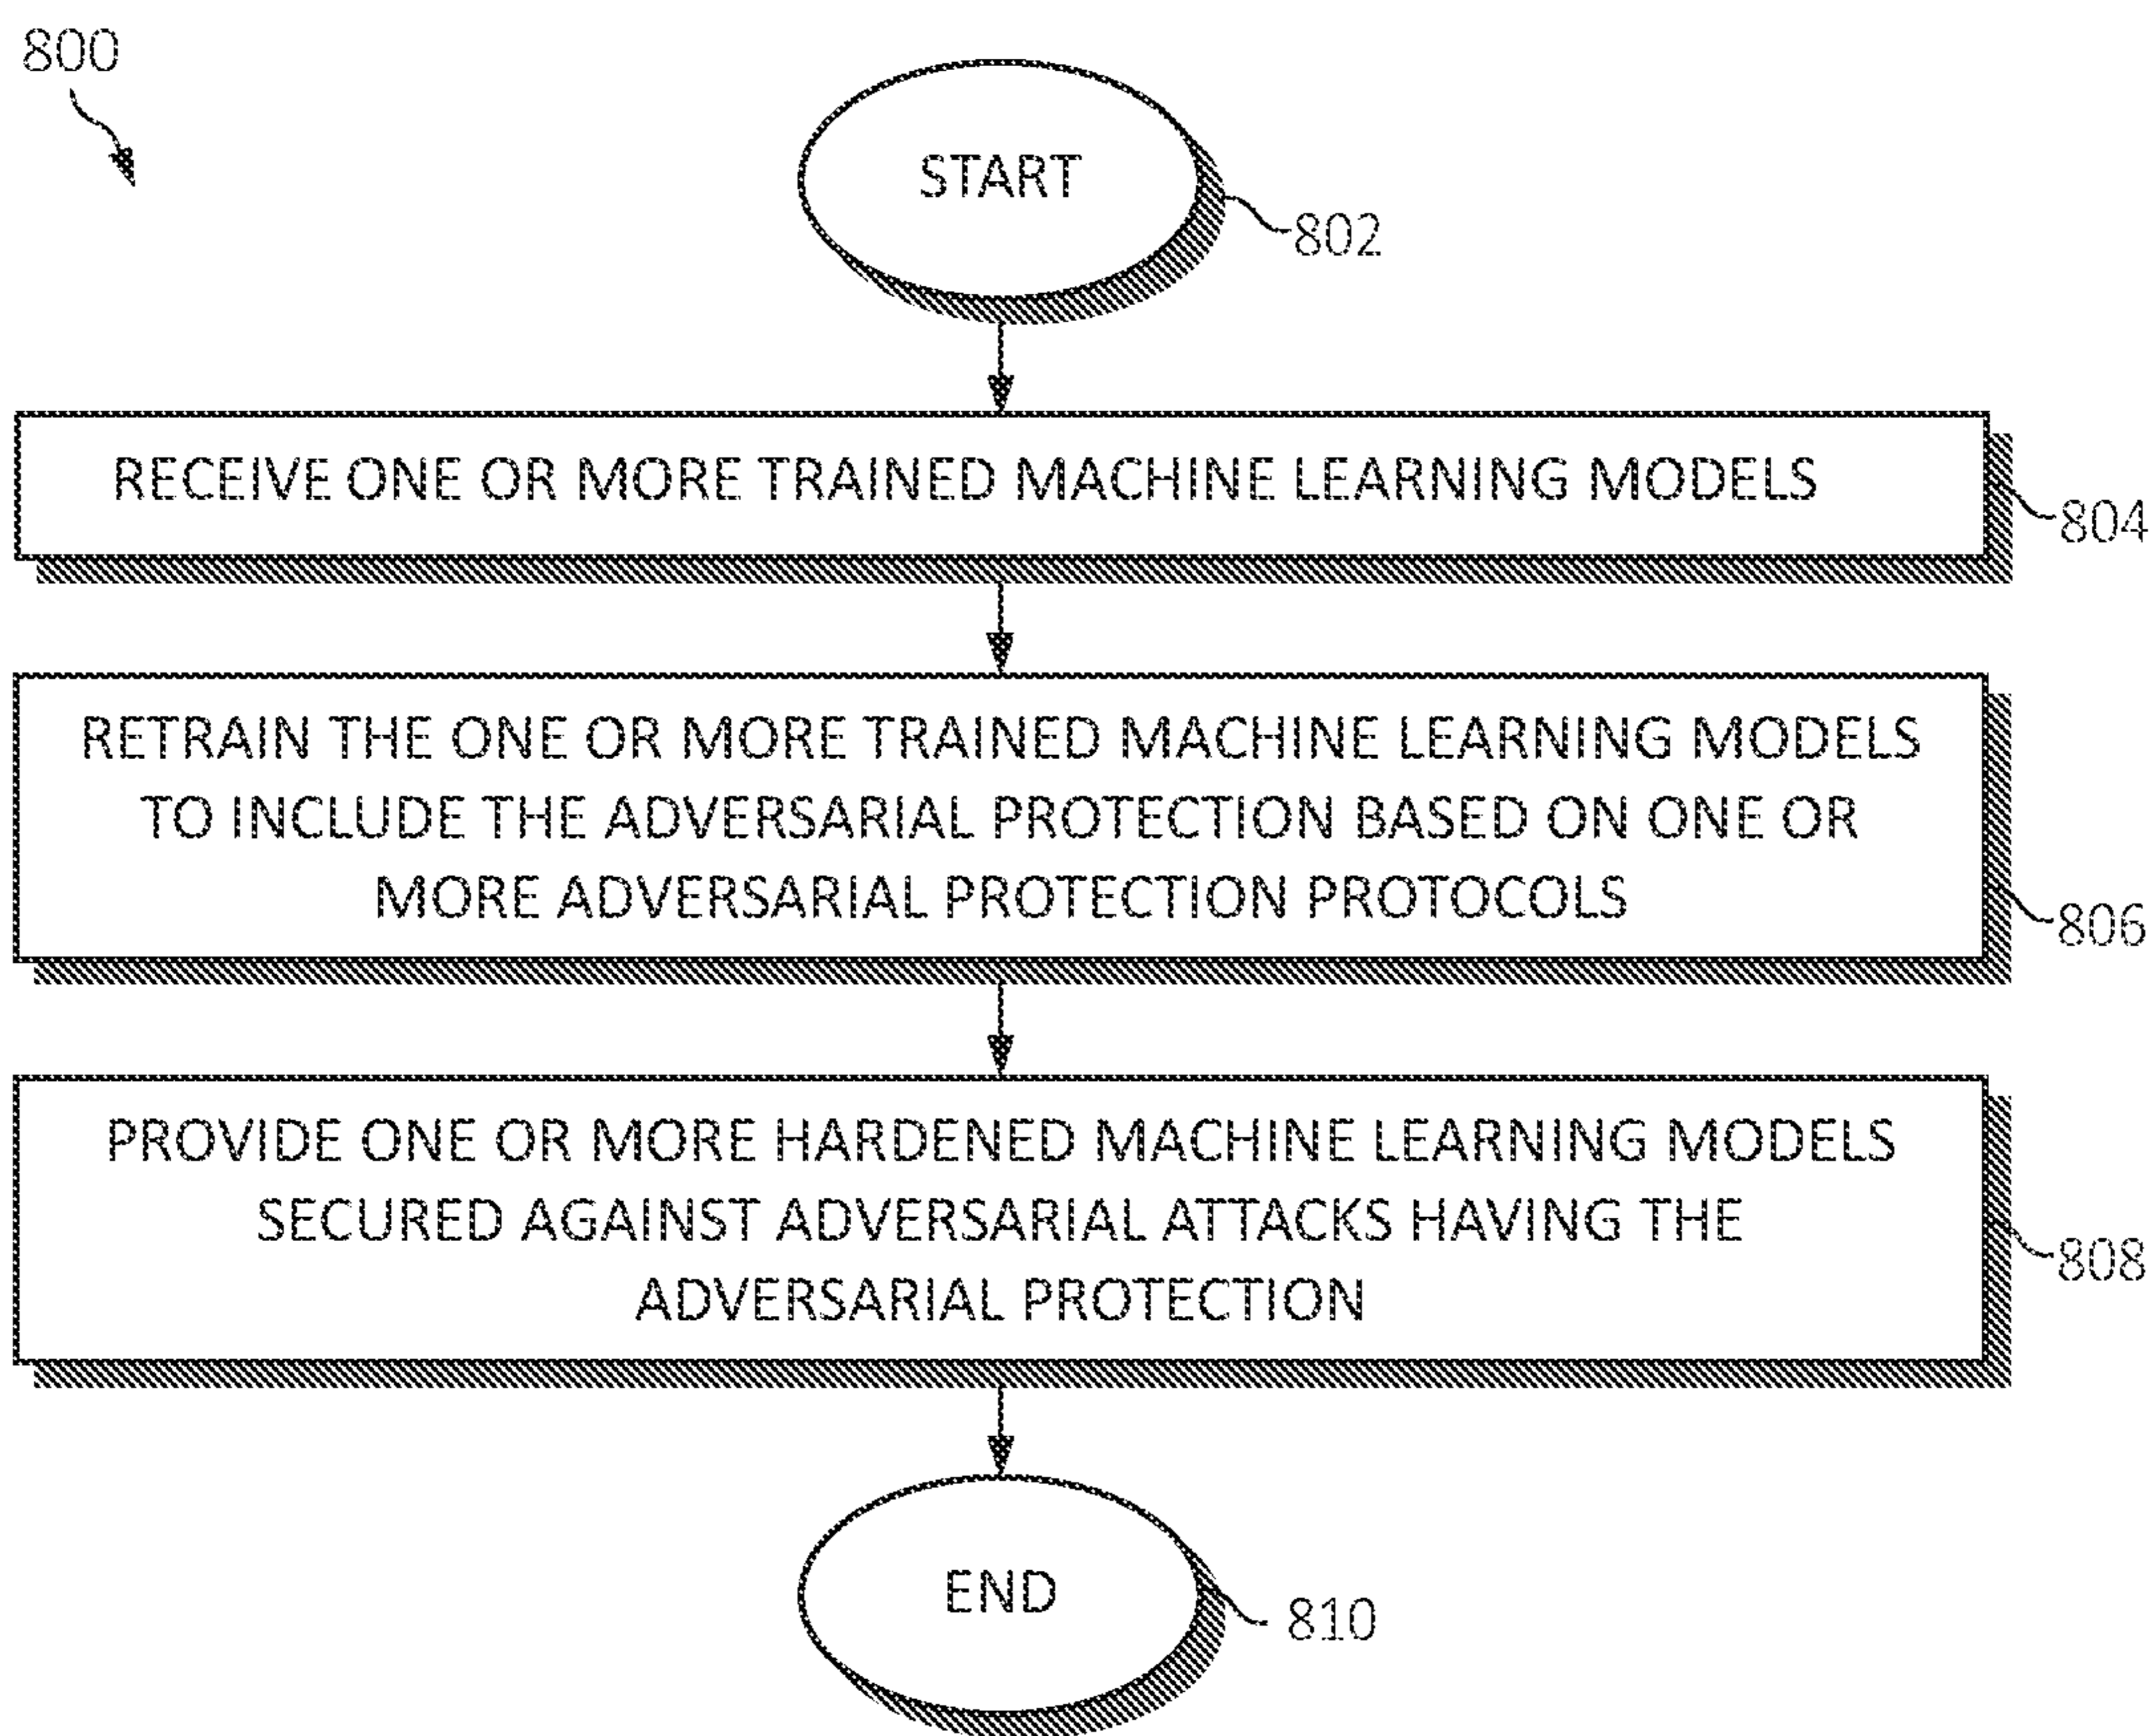 800
START
802
RECEIVE ONE OR MORE TRAINED MACHINE LEARNING MODELS
804
RETRAIN THE ONE OR MORE TRAINED MACHINE LEARNING MODELS
TO INCLUDE THE ADVERSARIAL PROTECTION BASED ON ONE OR
MORE ADVERSARIAL PROTECTION PROTOCOLS
806
PROVIDE ONE OR MORE HARDENED MACHINE LEARNING MODELS
SECURED AGAINST ADVERSARIAL ATTACKS HAVING THE
ADVERSARIAL PROTECTION
808
END
810